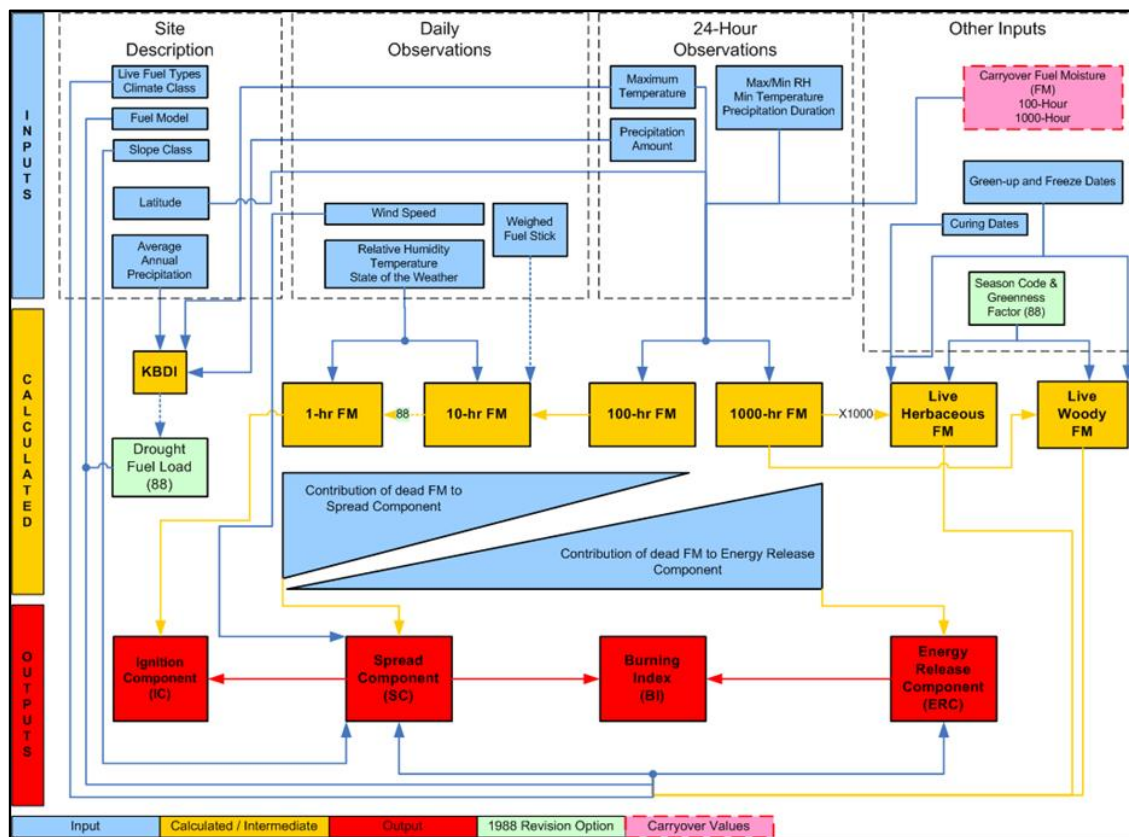 Site
Description
Daily
Observations
24-Hour
Observations
Other Inputs
INPUTS
Live Fuel Types
Climate Class
Fuel Model
Slope Class
Latitude
Average
Annual
Precipitation
Wind Speed
Relative Humidity
Temperature
State of the Weather
Weighed
Fuel Stick
Maximum
Temperature
Precipitation
Amount
Max/Min RH
Min Temperature
Precipitation Duration
Carryover Fuel Moisture
(FM)
100-Hour
1000-Hour
Green-up and Freeze Dates
Curing Dates
Season Code &
Greenness
Factor (88)
CALCULATED
KBDI
Drought
Fuel Load
(88)
1-hr FM
88
10-hr FM
100-hr FM
1000-hr FM
X1000
Live
Herbaceous
FM
Live
Woody
FM
Contribution of dead FM to
Spread Component
Contribution of dead FM to Energy Release
Component
OUTPUTS
Ignition
Component
(IC)
Spread
Component
(SC)
Burning
Index
(BI)
Energy
Release
Component
(ERC)
Input
Calculated / Intermediate
Output
1988 Revision Option
Carryover Values